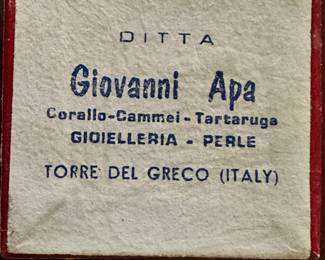 DITTA
Giovanni Apa
Corallo-Cammei-Tartaruga
GIOIELLERIA - PERLE
TORRE DEL GRECO (ITALY)